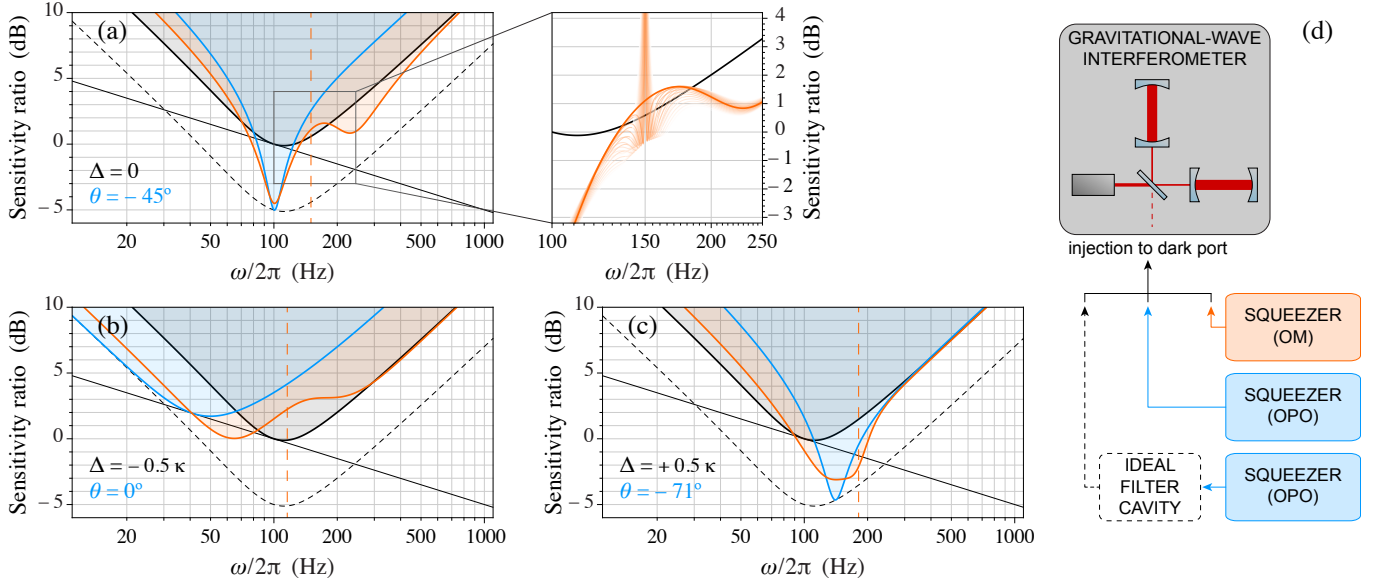 (a)
Sensitivity ratio (dB)
10
5
0
−5
Δ = 0
θ = − 45º
20 50 100 200 500 1000
ω/2π (Hz)
4
3
2
1
0
−1
−2
−3
Sensitivity ratio (dB)
100 150 200 250
ω/2π (Hz)
(b)
Sensitivity ratio (dB)
10
5
0
−5
Δ = − 0.5 κ
θ = 0º
20 50 100 200 500 1000
ω/2π (Hz)
(c)
Sensitivity ratio (dB)
10
5
0
−5
Δ = + 0.5 κ
θ = − 71º
20 50 100 200 500 1000
ω/2π (Hz)
(d)
GRAVITATIONAL-WAVE
INTERFEROMETER
injection to dark port
SQUEEZER
(OM)
SQUEEZER
(OPO)
IDEAL
FILTER
CAVITY
SQUEEZER
(OPO)